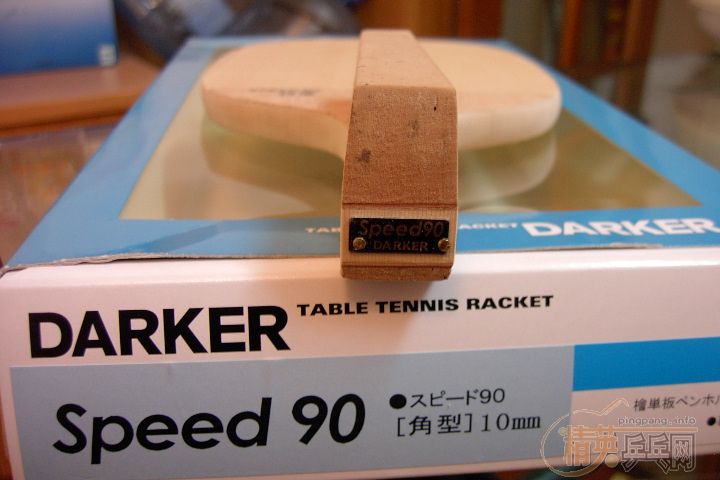 Speed90
DARKER
TABLE
RACKET DARKER
DARKER TABLE TENNIS RACKET
Speed 90
●スピード90
[角型]10mm
檜単板ペンホル
pingpang.info
精英乒乓网